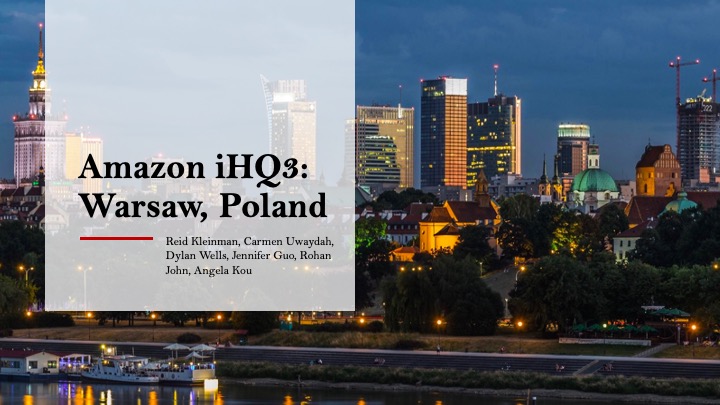 Amazon iHQ3:
Warsaw, Poland
Reid Kleinman, Carmen Uwaydah,
Dylan Wells, Jennifer Guo, Rohan
John, Angela Kou